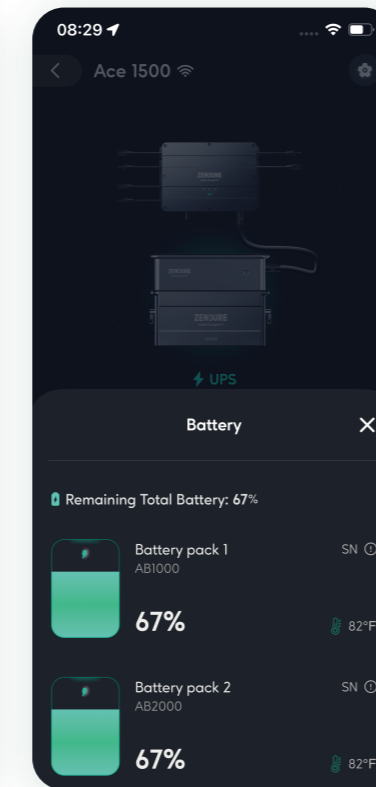 08:29
Ace 1500
ZENDURE
ZENDURE
ZENDURE
UPS
Battery
Remaining Total Battery: 67%
Battery pack 1
SN
AB1000
67%
82°F
Battery pack 2
SN
AB2000
67%
82°F